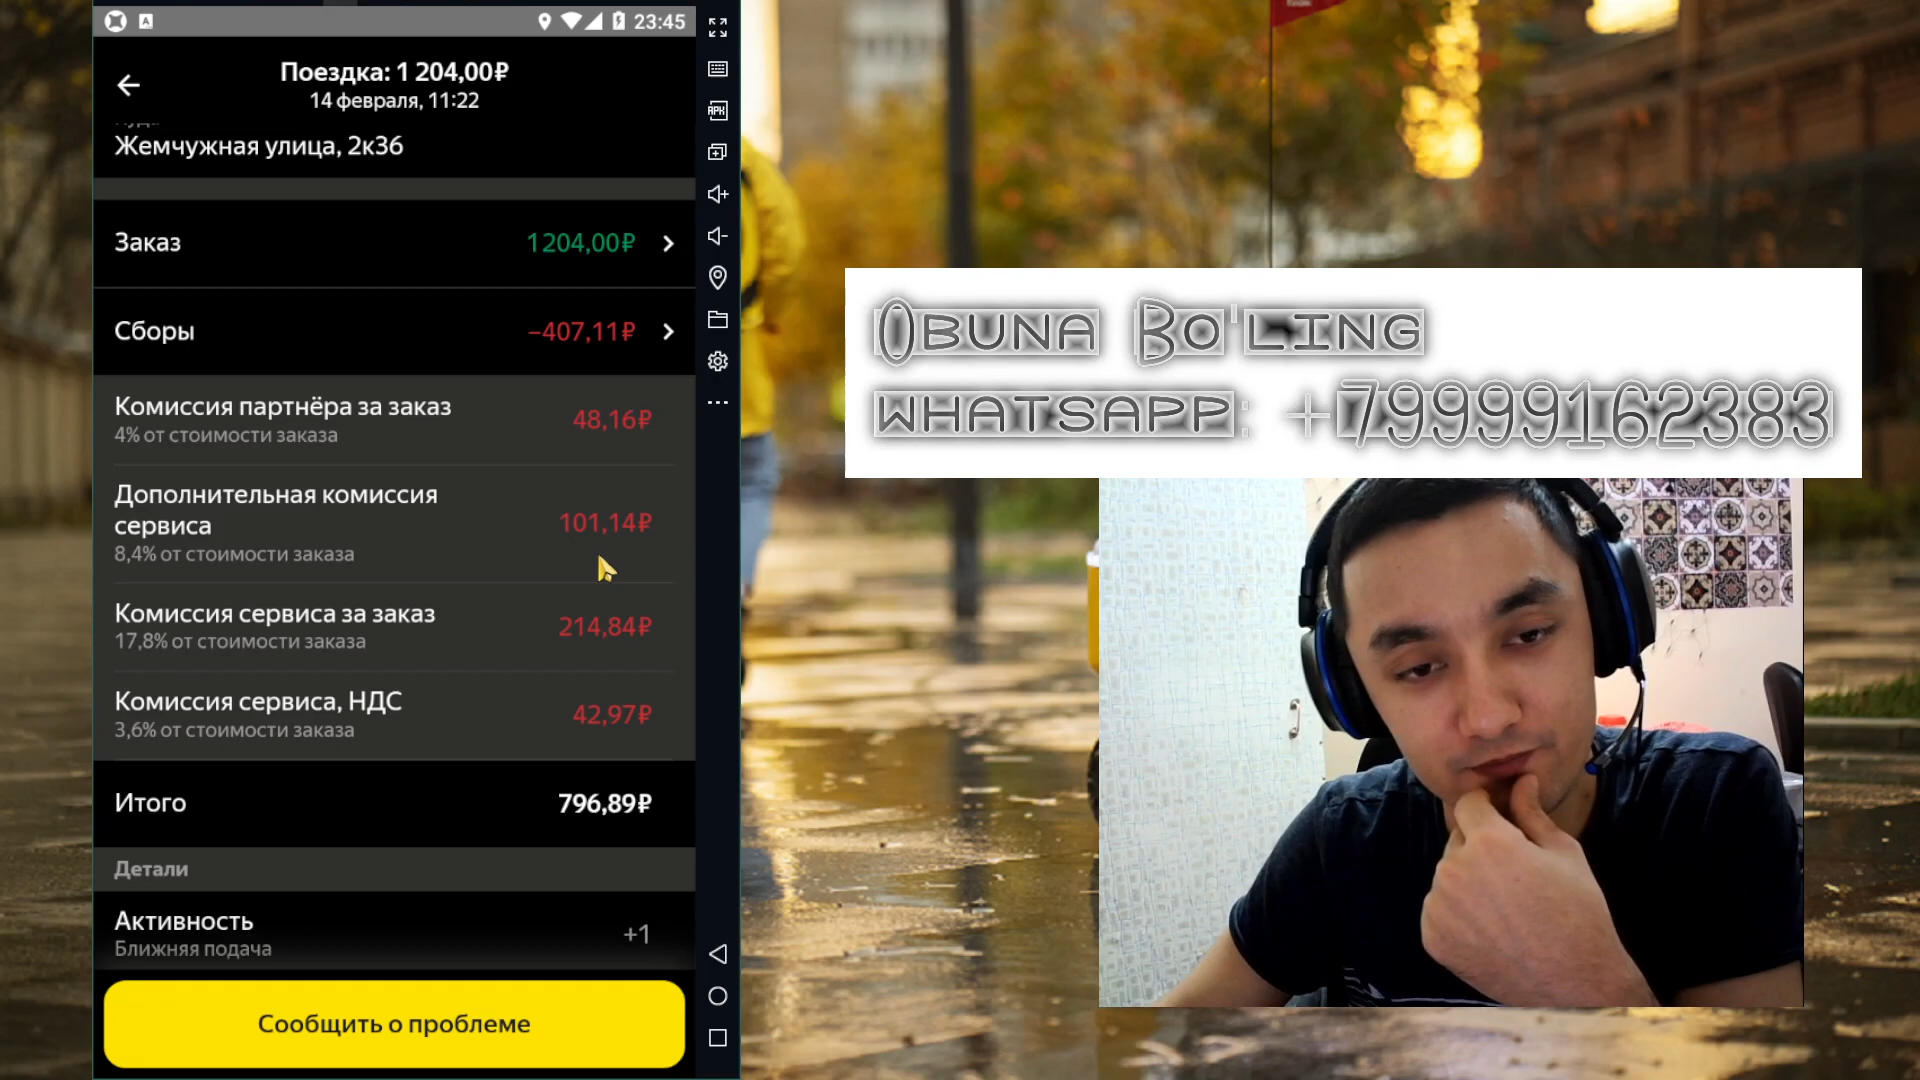 23:45
Поездка: 1 204,00₽
14 февраля, 11:22
Жемчужная улица, 2к36
Заказ 1204,00₽
Сборы –407,11₽
Комиссия партнёра за заказ 48,16₽
4% от стоимости заказа
Дополнительная комиссия
сервиса 101,14₽
8,4% от стоимости заказа
Комиссия сервиса за заказ 214,84₽
17,8% от стоимости заказа
Комиссия сервиса, НДС 42,97₽
3,6% от стоимости заказа
Итого 796,89₽
Детали
Активность +1
Ближняя подача
Сообщить о проблеме
A
APK
Obuna Bo'ling
WHATSAPP: +79999162383